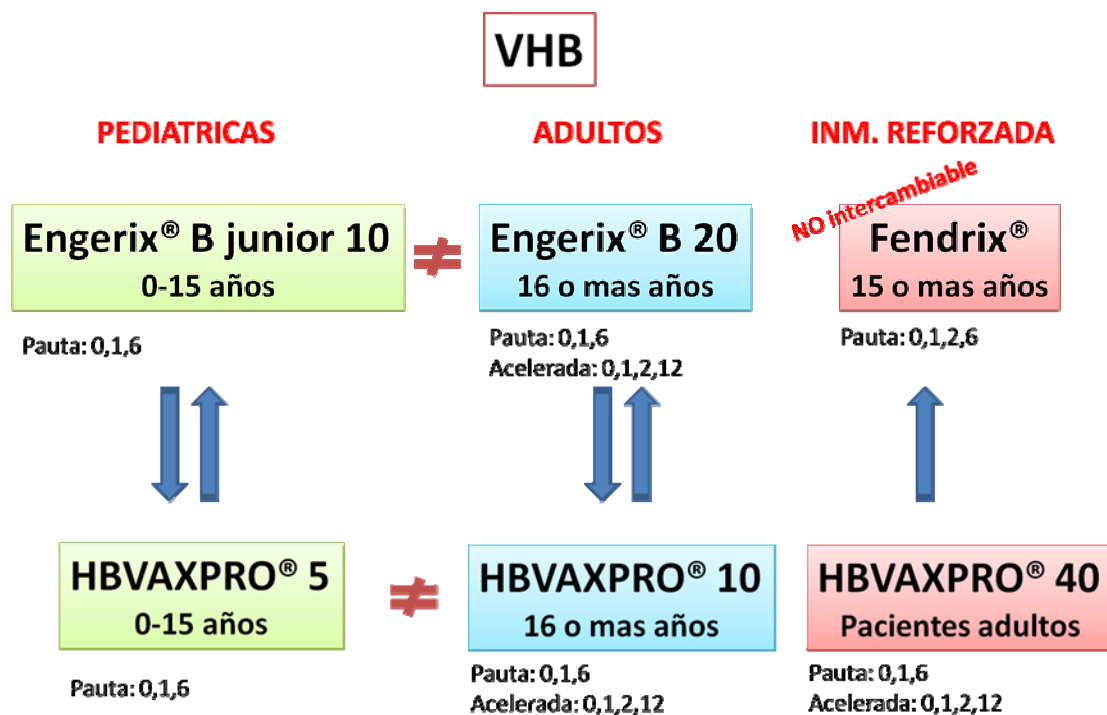 VHB
PEDIATRICAS
ADULTOS
INM. REFORZADA
NO intercambiable
Engerix® B junior 10
0-15 años
Pauta: 0,1,6
≠
Engerix® B 20
16 o mas años
Pauta: 0,1,6
Acelerada: 0,1,2,12
Fendrix®
15 o mas años
Pauta: 0,1,2,6
HBVAXPRO® 5
0-15 años
Pauta: 0,1,6
≠
HBVAXPRO® 10
16 o mas años
Pauta: 0,1,6
Acelerada: 0,1,2,12
HBVAXPRO® 40
Pacientes adultos
Pauta: 0,1,6
Acelerada: 0,1,2,12